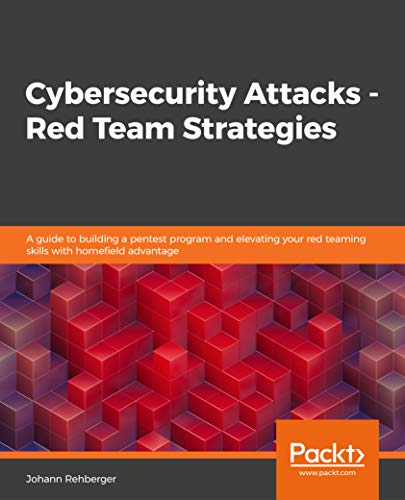 Cybersecurity Attacks -
Red Team Strategies
A guide to building a pentest program and elevating your red teaming
skills with homefield advantage
Packt>
www.packt.com
Johann Rehberger